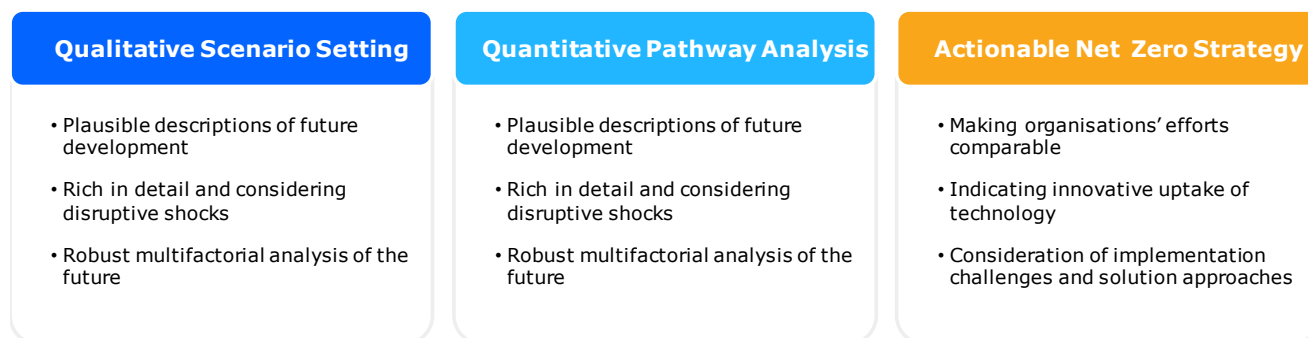 Qualitative Scenario Setting
• Plausible descriptions of future
development
• Rich in detail and considering
disruptive shocks
• Robust multifactorial analysis of the
future
Quantitative Pathway Analysis
• Plausible descriptions of future
development
• Rich in detail and considering
disruptive shocks
• Robust multifactorial analysis of the
future
Actionable Net Zero Strategy
• Making organisations’ efforts
comparable
• Indicating innovative uptake of
technology
• Consideration of implementation
challenges and solution approaches